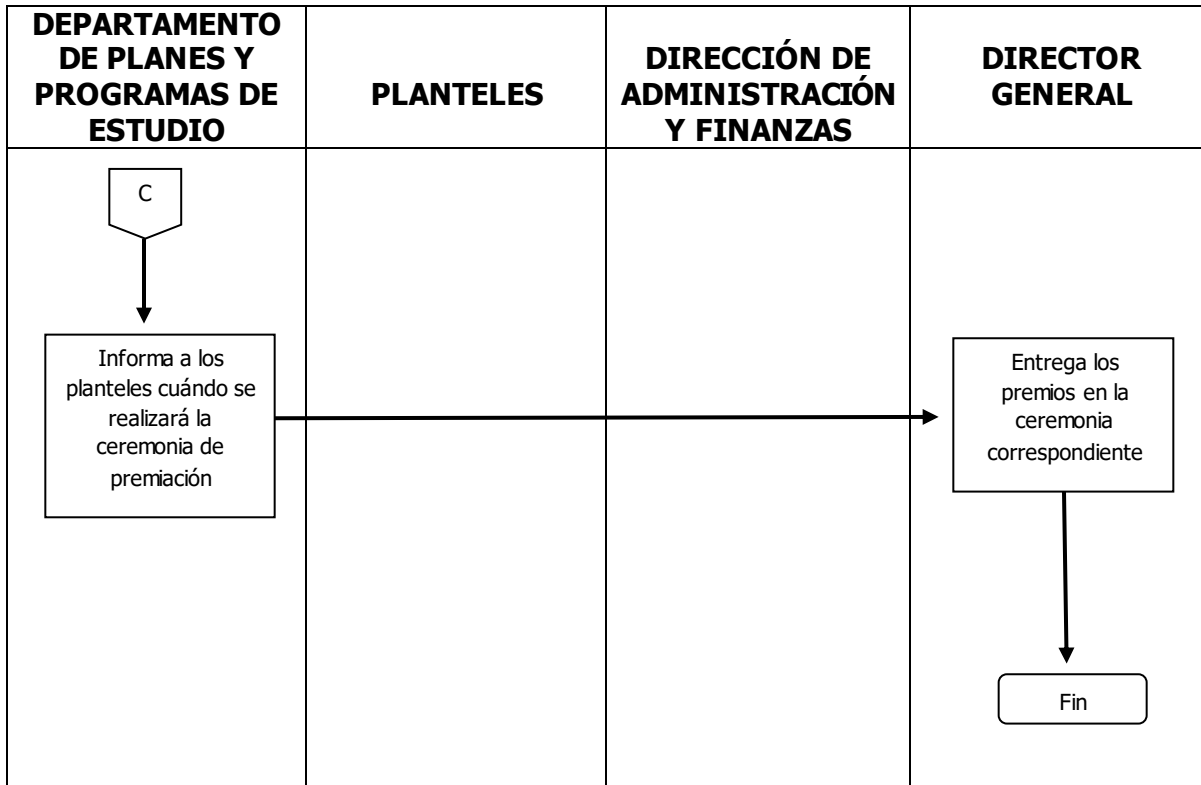 DEPARTAMENTO
DE PLANES Y
PROGRAMAS DE
ESTUDIO
PLANTELES
DIRECCIÓN DE
ADMINISTRACIÓN
Y FINANZAS
DIRECTOR
GENERAL
C
Informa a los
planteles cuándo se
realizará la
ceremonia de
premiación
Entrega los
premios en la
ceremonia
correspondiente
Fin